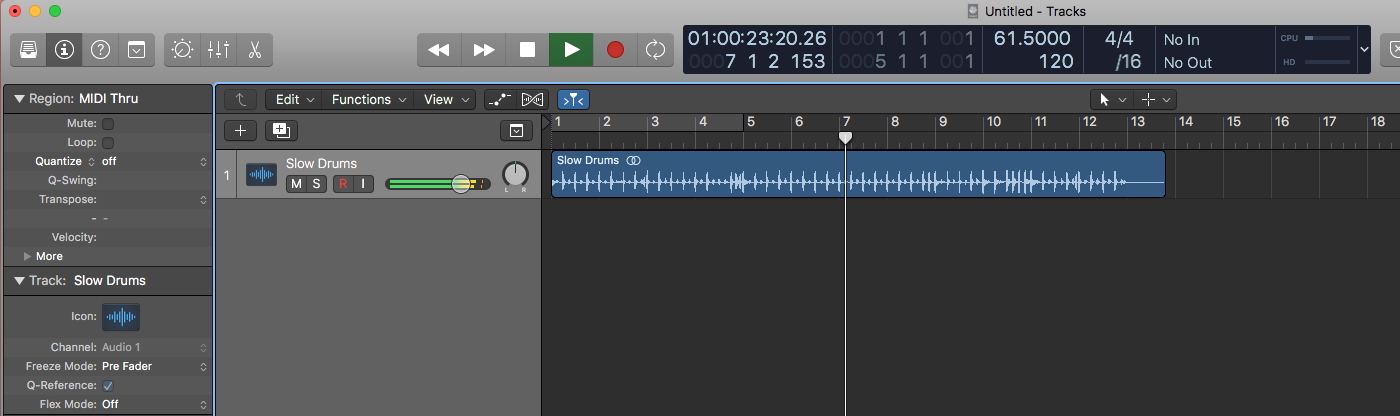 Untitled - Tracks
01:00:23:20.26 0001 1 1 001 61.5000 4/4 No In CPU
0007 1 2 153 0005 1 1 001 120 /16 No Out HD
Region: MIDI Thru
Edit Functions View
Mute:
Loop:
Quantize off
Q-Swing:
Transpose:
- -
Velocity:
More
Track: Slow Drums
Icon:
Channel: Audio 1
Freeze Mode: Pre Fader
Q-Reference:
Flex Mode: Off
1 2 3 4 5 6 7 8 9 10 11 12 13 14 15 16 17 18
1
Slow Drums
M S R I
L R
Slow Drums